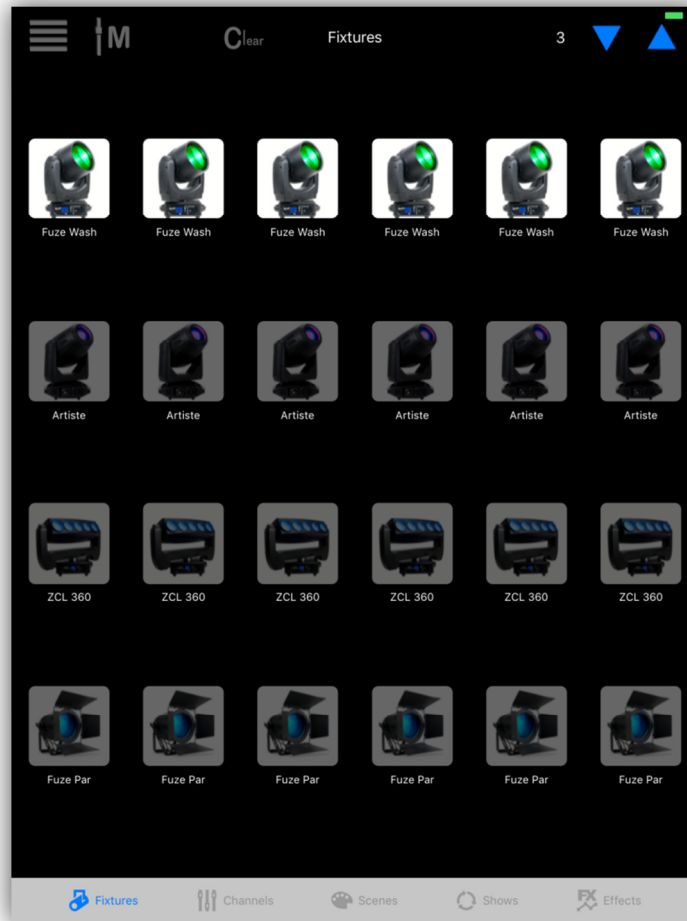 M Clear Fixtures 3
Fuze Wash Fuze Wash Fuze Wash Fuze Wash Fuze Wash Fuze Wash
Artiste Artiste Artiste Artiste Artiste Artiste
ZCL 360 ZCL 360 ZCL 360 ZCL 360 ZCL 360 ZCL 360
Fuze Par Fuze Par Fuze Par Fuze Par Fuze Par Fuze Par
Fixtures Channels Scenes Shows FX Effects